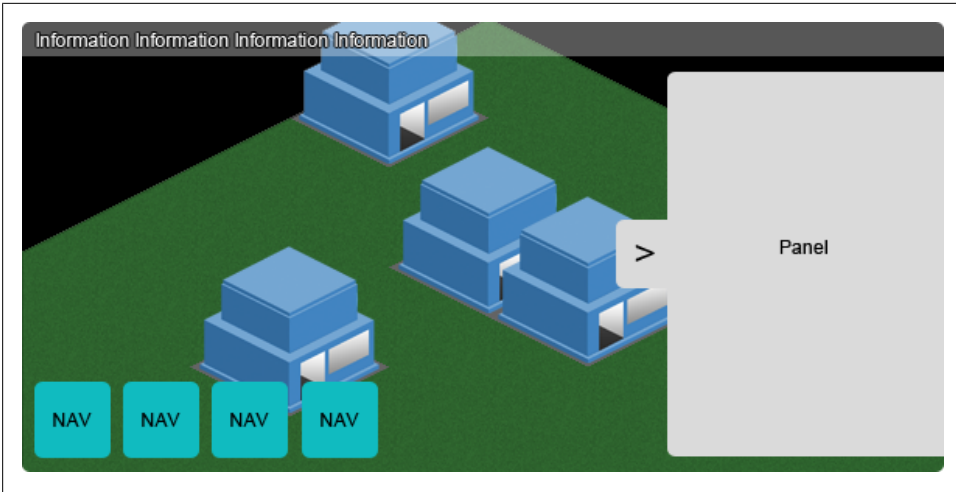 Information Information Information Information
>
Panel
NAV NAV NAV NAV